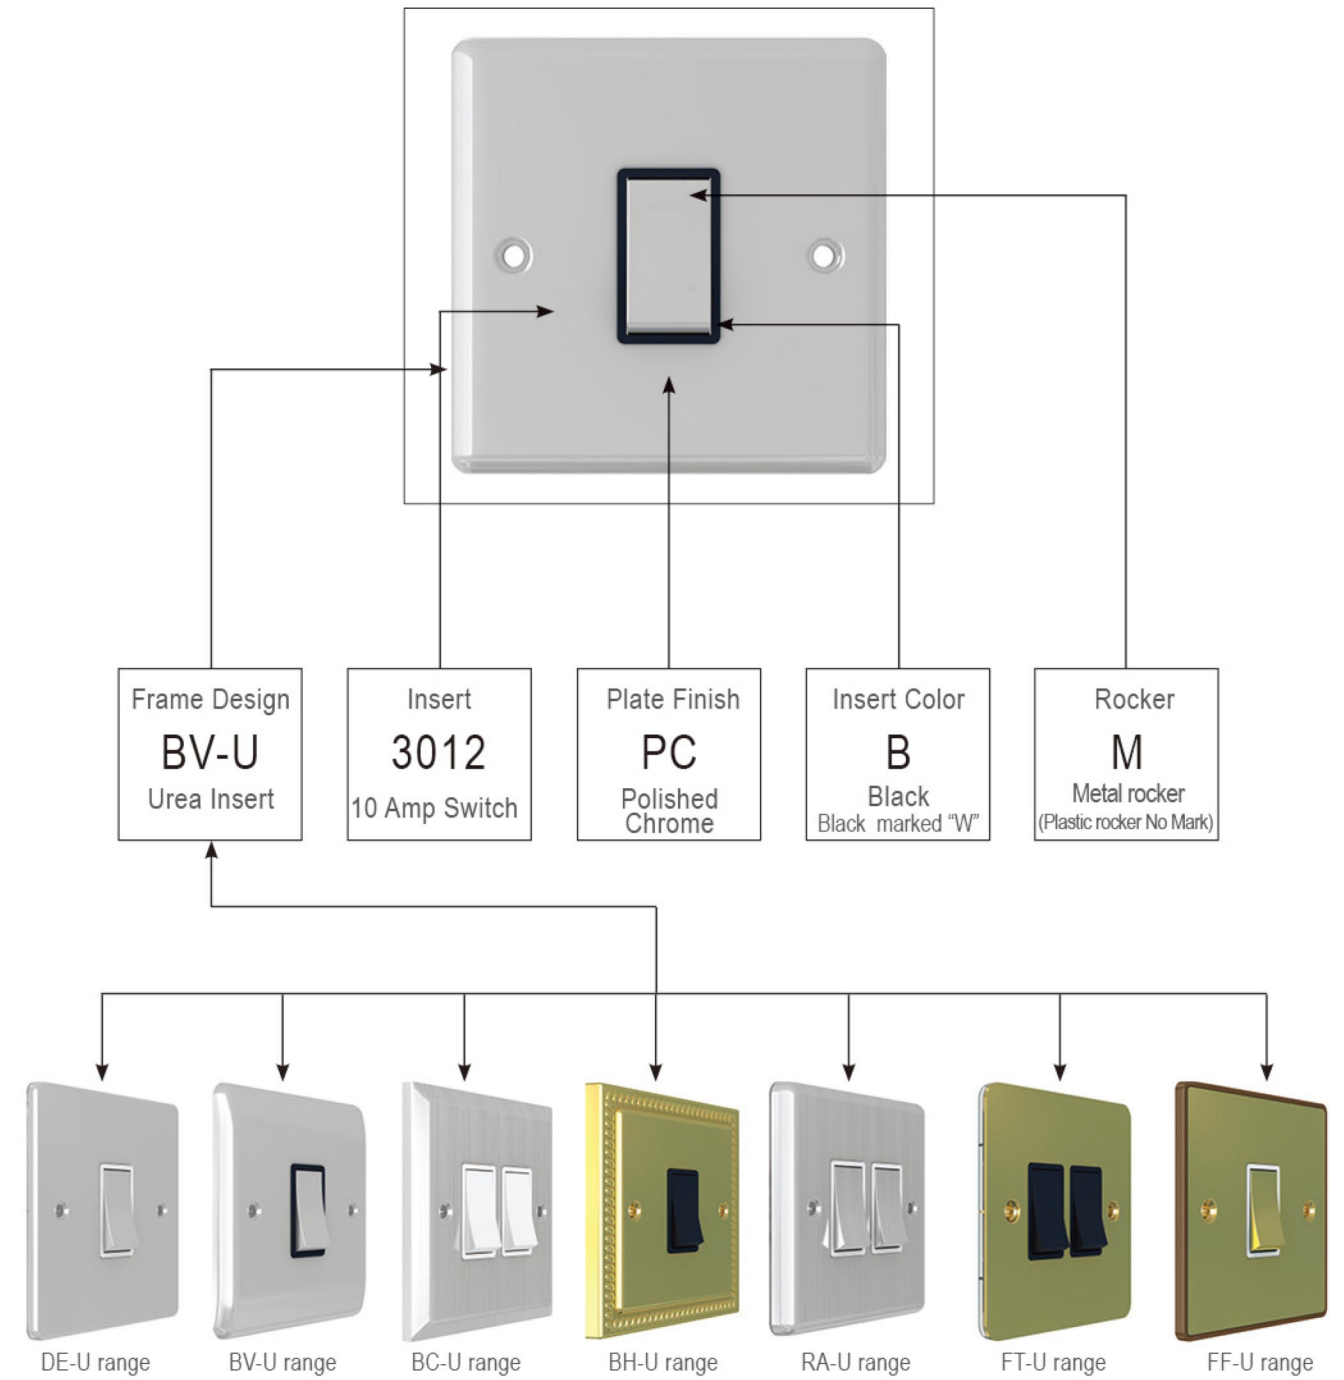 Frame Design
BV-U
Urea Insert
Insert
3012
10 Amp Switch
Plate Finish
PC
Polished
Chrome
Insert Color
B
Black
Black marked “W”
Rocker
M
Metal rocker
(Plastic rocker No Mark)
DE-U range
BV-U range
BC-U range
BH-U range
RA-U range
FT-U range
FF-U range